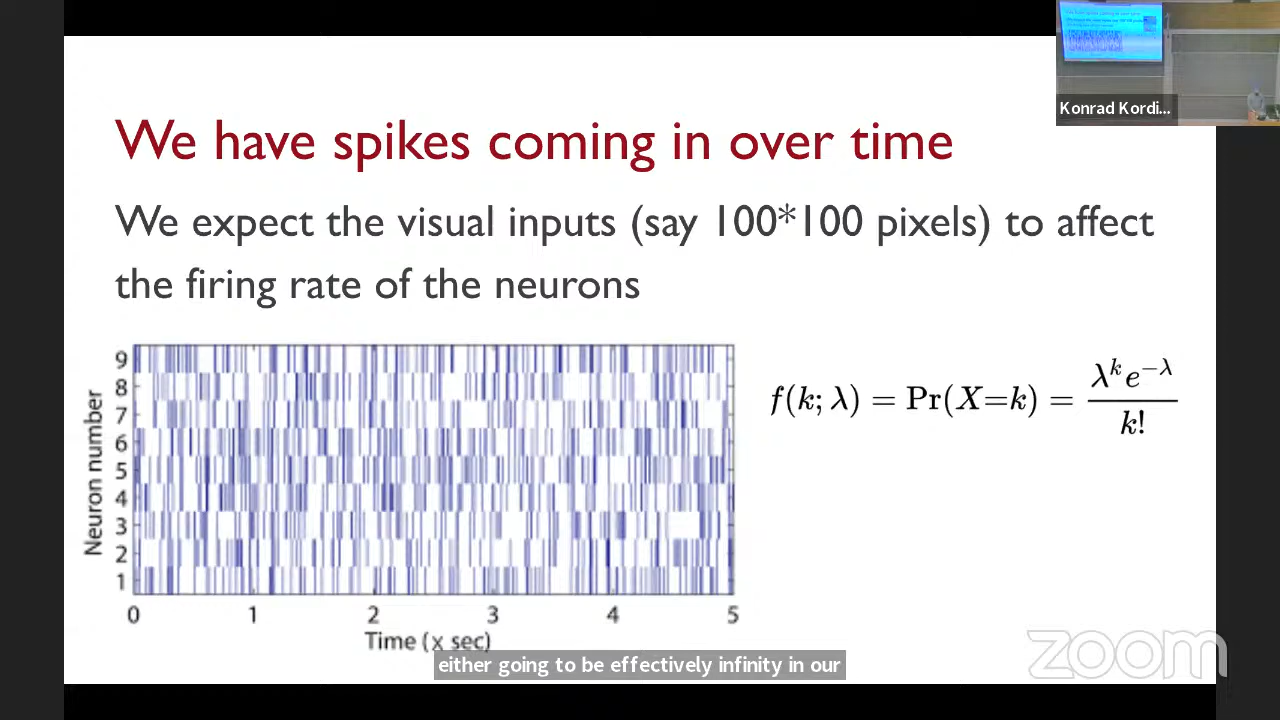 Konrad Kordi...
We have spikes coming in over time
We expect the visual inputs (say 100*100 pixels) to affect
the firing rate of the neurons
Neuron number
9
8
7
6
5
4
3
2
1
0 1 2 3 4 5
Time (x sec)
f(k; λ) = Pr(X=k) = λ^k e^−λ / k!
either going to be effectively infinity in our
zoom